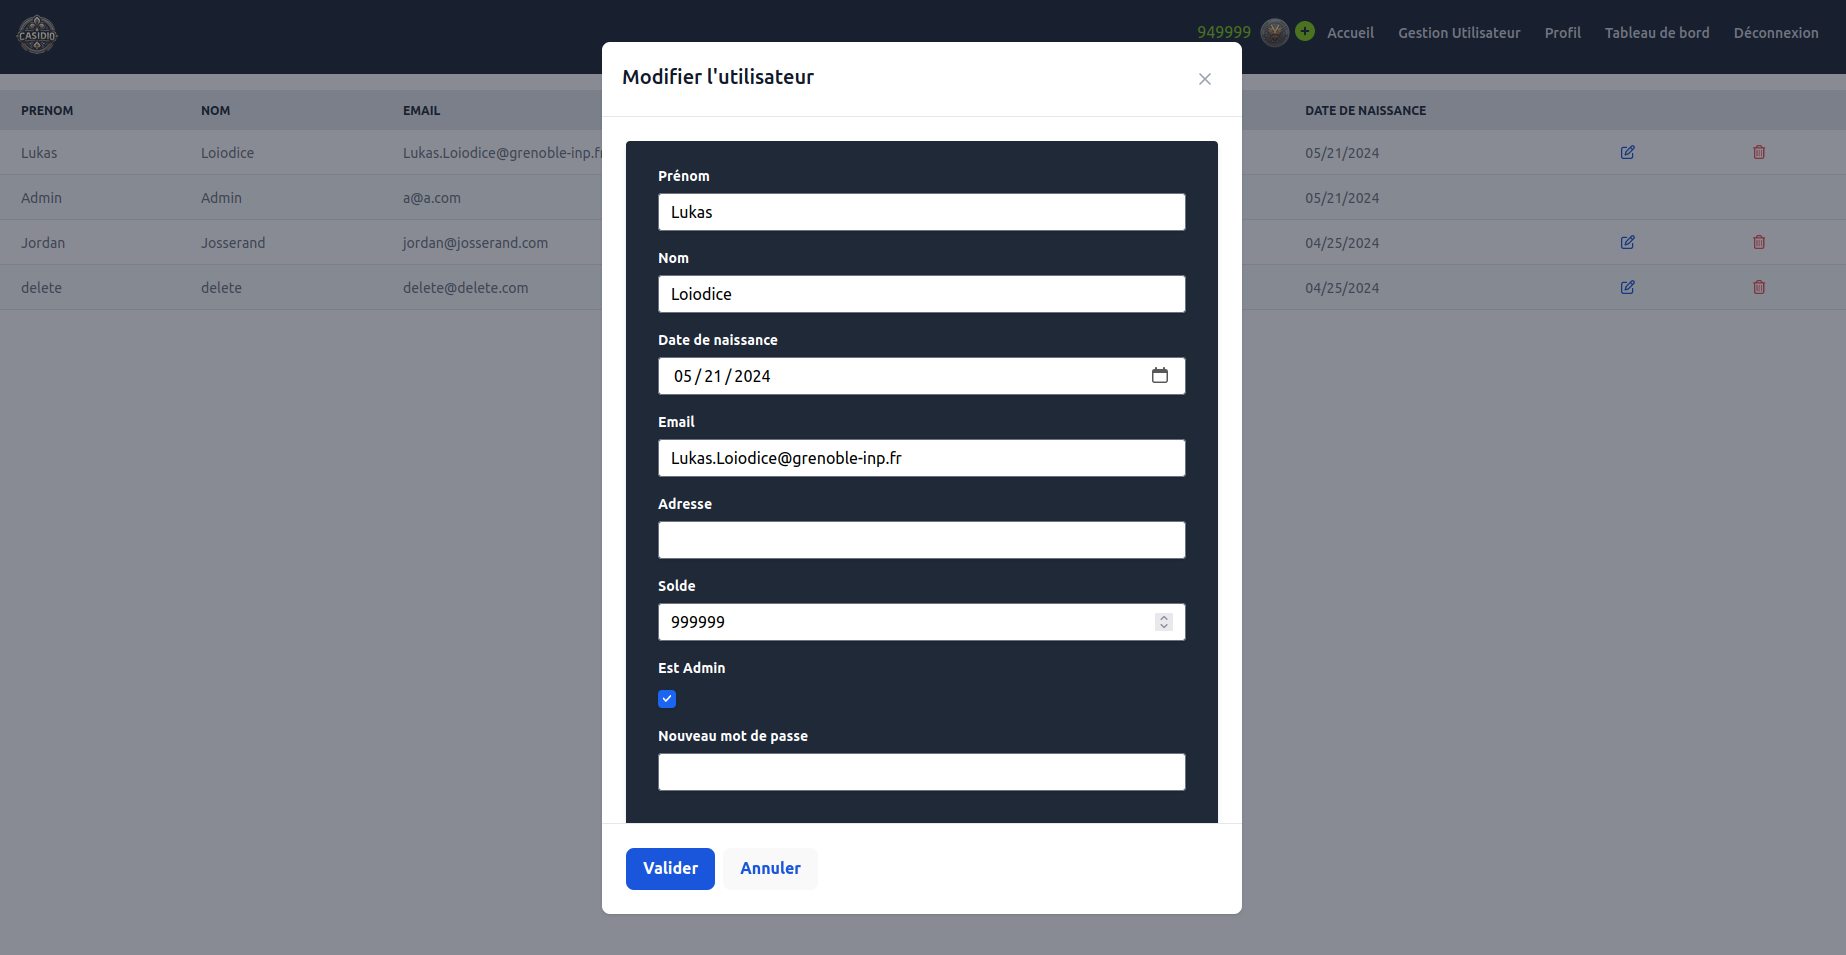 CASIDIO
949999 Accueil Gestion Utilisateur Profil Tableau de bord Déconnexion
Modifier l'utilisateur
PRENOM NOM EMAIL DATE DE NAISSANCE
Lukas Loiodice Lukas.Loiodice@grenoble-inp.fr 05/21/2024
Admin Admin a@a.com 05/21/2024
Jordan Josserand jordan@josserand.com 04/25/2024
delete delete delete@delete.com 04/25/2024
Prénom
Lukas
Nom
Loiodice
Date de naissance
05/21/2024
Email
Lukas.Loiodice@grenoble-inp.fr
Adresse
Solde
999999
Est Admin
Nouveau mot de passe
Valider Annuler